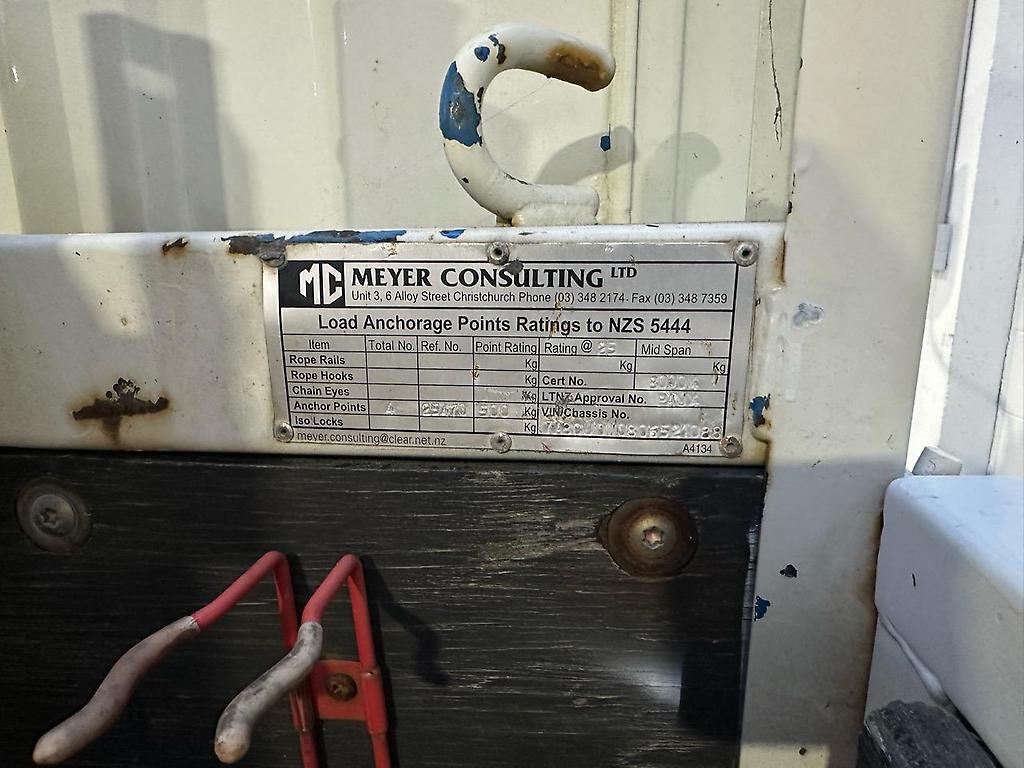 MC MEYER CONSULTING LTD
Unit 3, 6 Alloy Street Christchurch Phone (03) 348 2174- Fax (03) 348 7359
Load Anchorage Points Ratings to NZS 5444
Item Total No. Ref. No. Point Rating Rating @ 25 Mid Span
Rope Rails Kg Kg Kg
Rope Hooks Kg Cert No.
Chain Eyes Kg LTNZ Approval No.
Anchor Points 4 500 Kg VIN/Chassis No.
Iso Locks Kg
meyer.consulting@clear.net.nz A4134